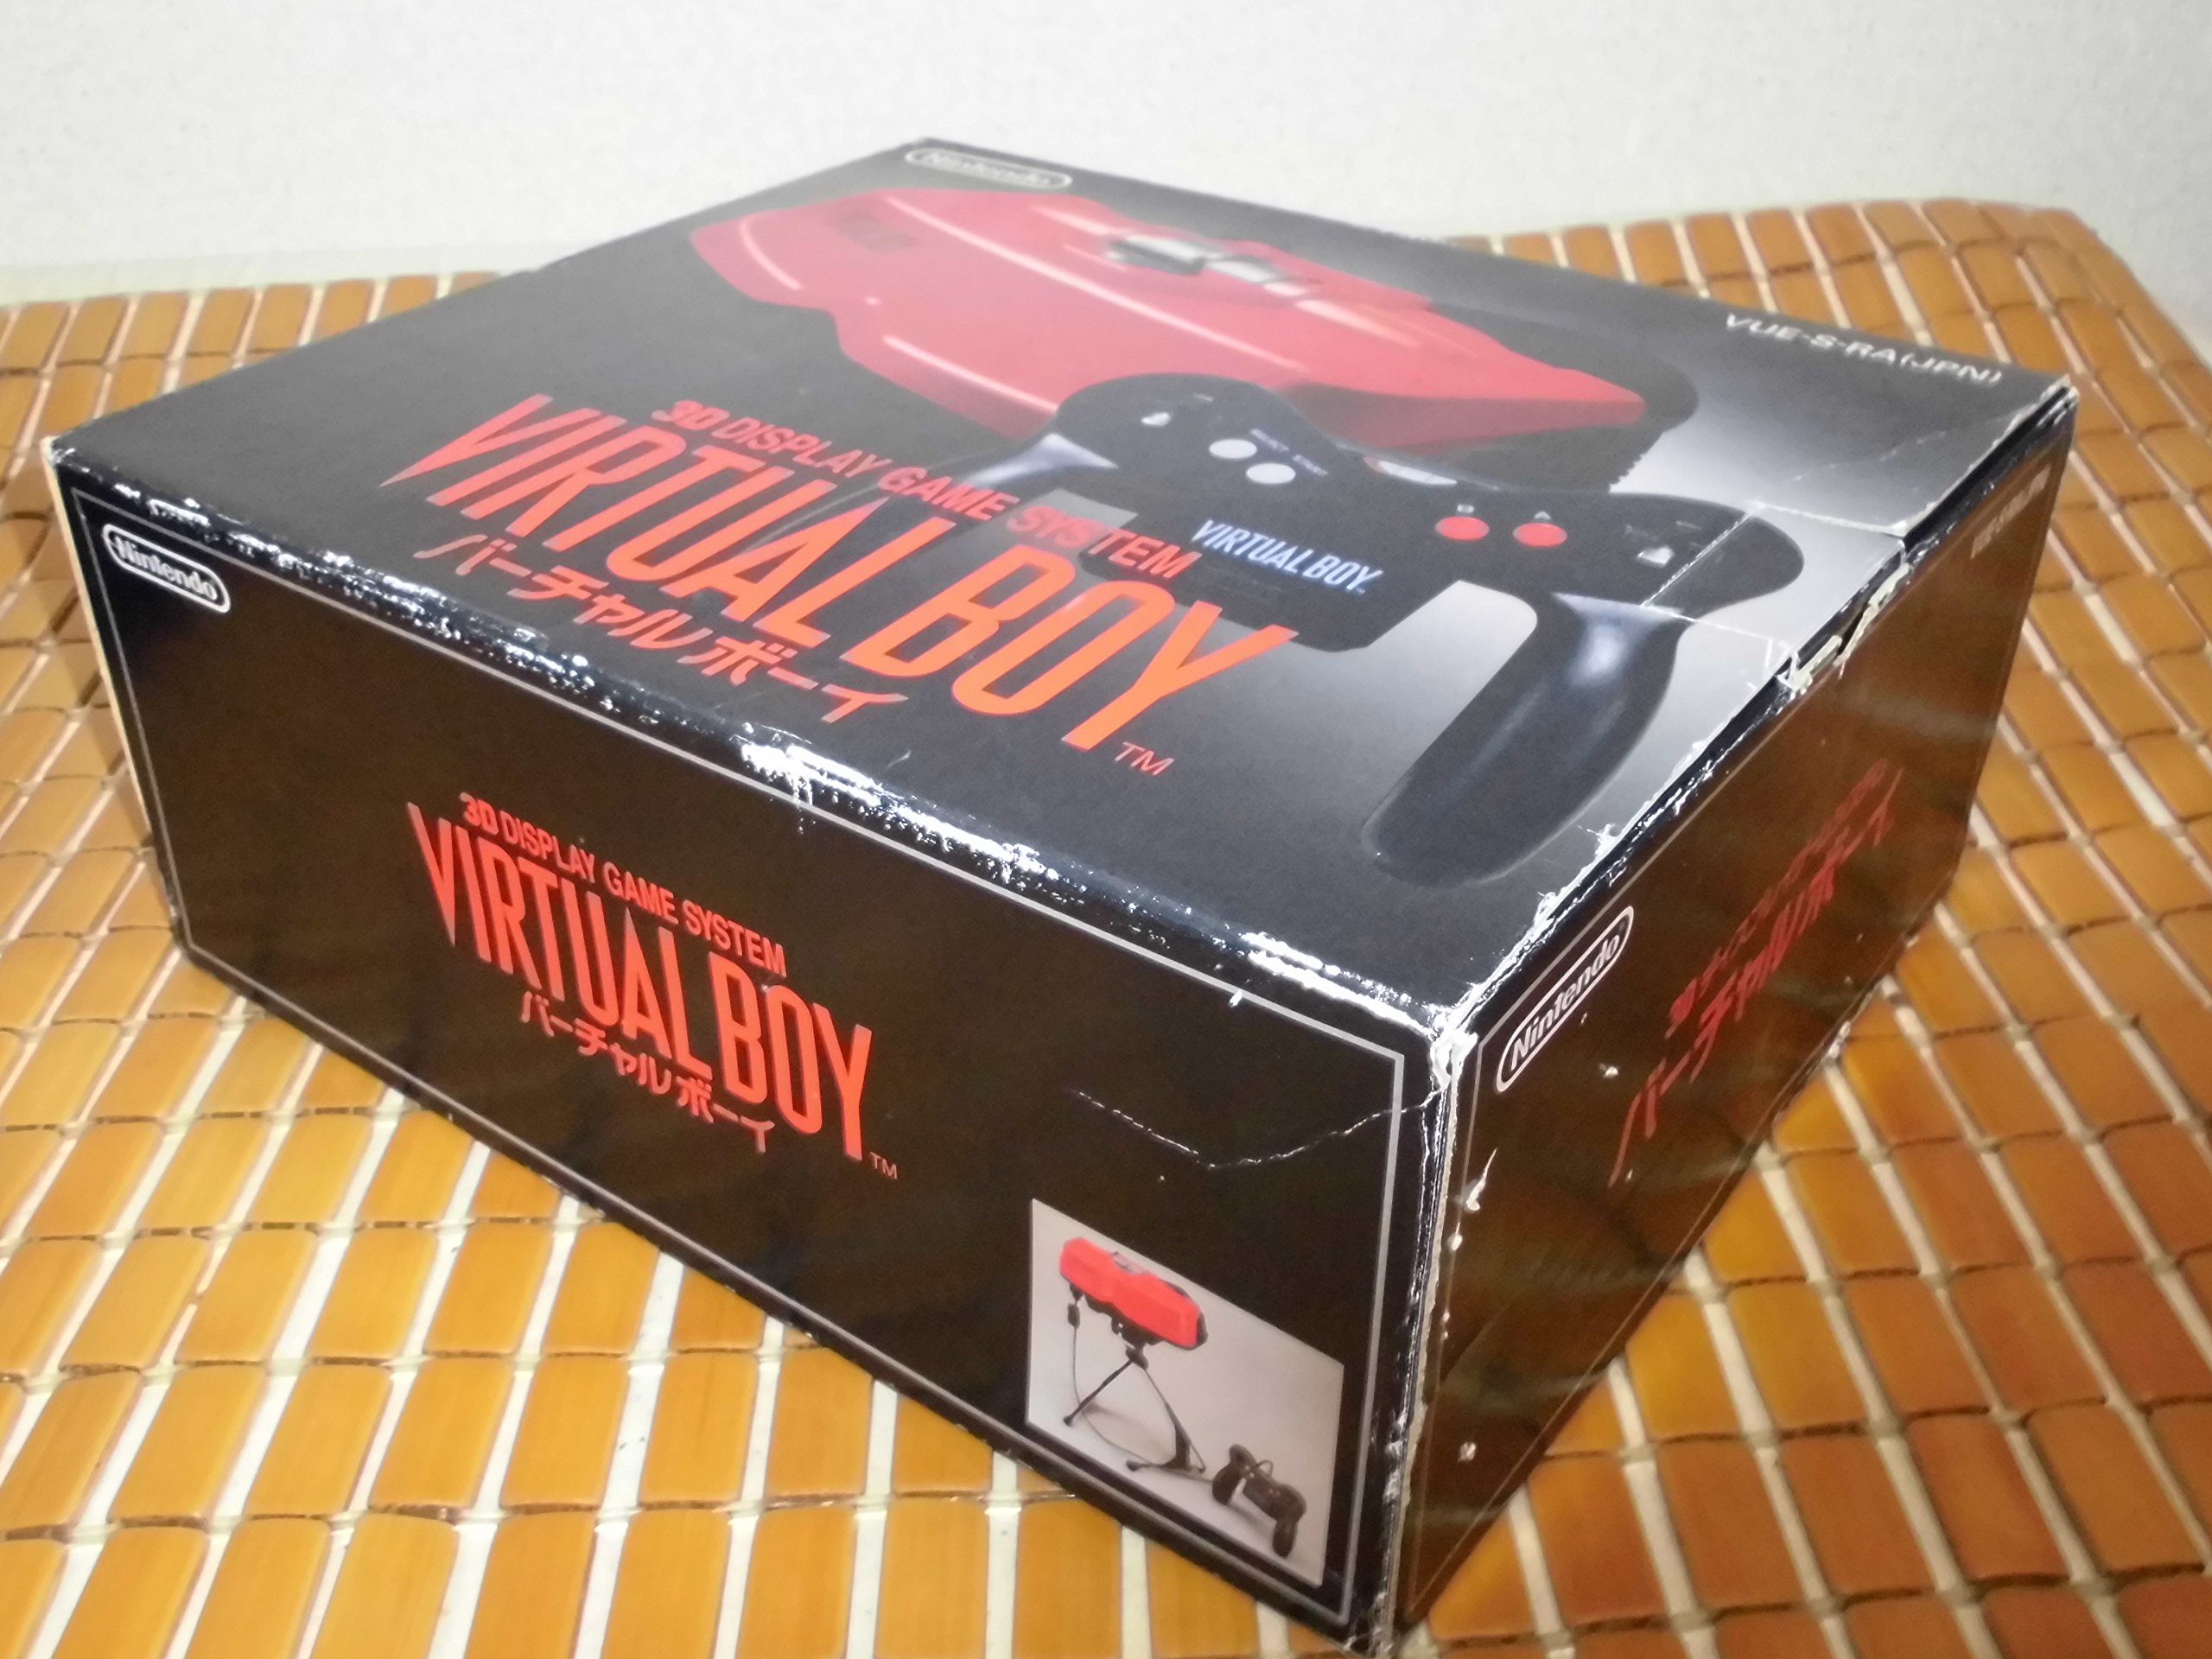 Nintendo
VUE-S-RA(JPN)
3D DISPLAY GAME SYSTEM
VIRTUAL BOY
バーチャルボーイ
TM
SELECT START
B A
VIRTUAL BOY
Nintendo
3D DISPLAY GAME SYSTEM
VIRTUAL BOY
バーチャルボーイ
TM
Nintendo
バーチャルボーイ